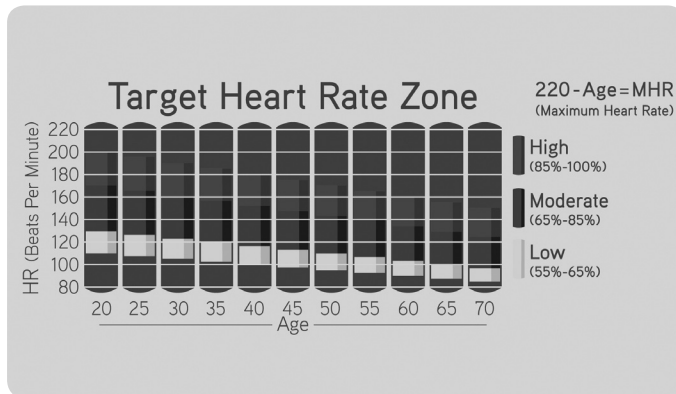 Target Heart Rate Zone
220-Age=MHR
(Maximum Heart Rate)
HR (Beats Per Minute)
220
200
180
160
140
120
100
80
20 25 30 35 40 45 50 55 60 65 70
Age
High
(85%-100%)
Moderate
(65%-85%)
Low
(55%-65%)